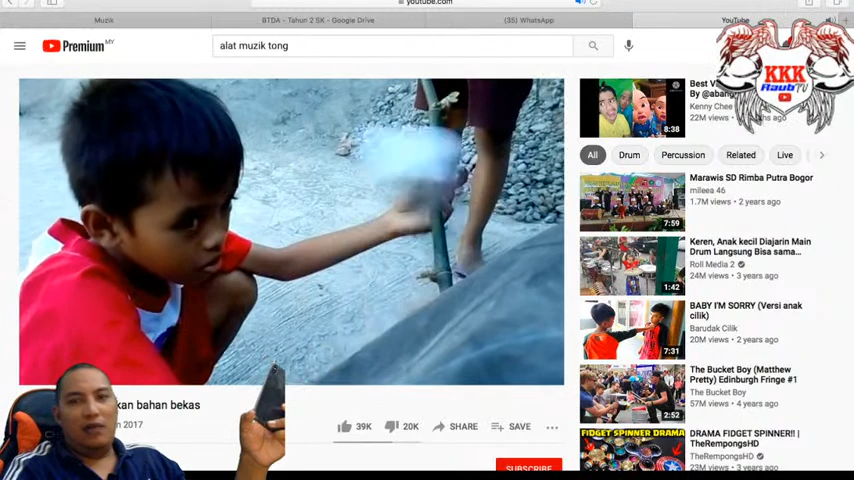 youtube.com
Muzik
BTDA - Tahun 2 SK - Google Drive
(35) WhatsApp
YouTube
Premium MY
alat muzik tong
KKK
Raub TV
Best V
By @abang
Kenny Chee
22M views
8:38
All
Drum
Percussion
Related
Live
Marawis SD Rimba Putra Bogor
mileea 46
1.7M views • 2 years ago
7:59
Keren, Anak kecil Diajarin Main
Drum Langsung Bisa sama...
Roll Media 2
24M views • 3 years ago
1:42
BABY I'M SORRY (Versi anak
cilik)
Barudak Cilik
20M views • 2 years ago
7:31
The Bucket Boy (Matthew
Pretty) Edinburgh Fringe #1
The Bucket Boy
57M views • 4 years ago
2:52
FIDGET SPINNER DRAMA
DRAMA FIDGET SPINNER!! |
TheRempongsHD
TheRempongsHD
23M views • 3 years ago
kan bahan bekas
2017
39K
20K
SHARE
SAVE
SUBSCRIBE